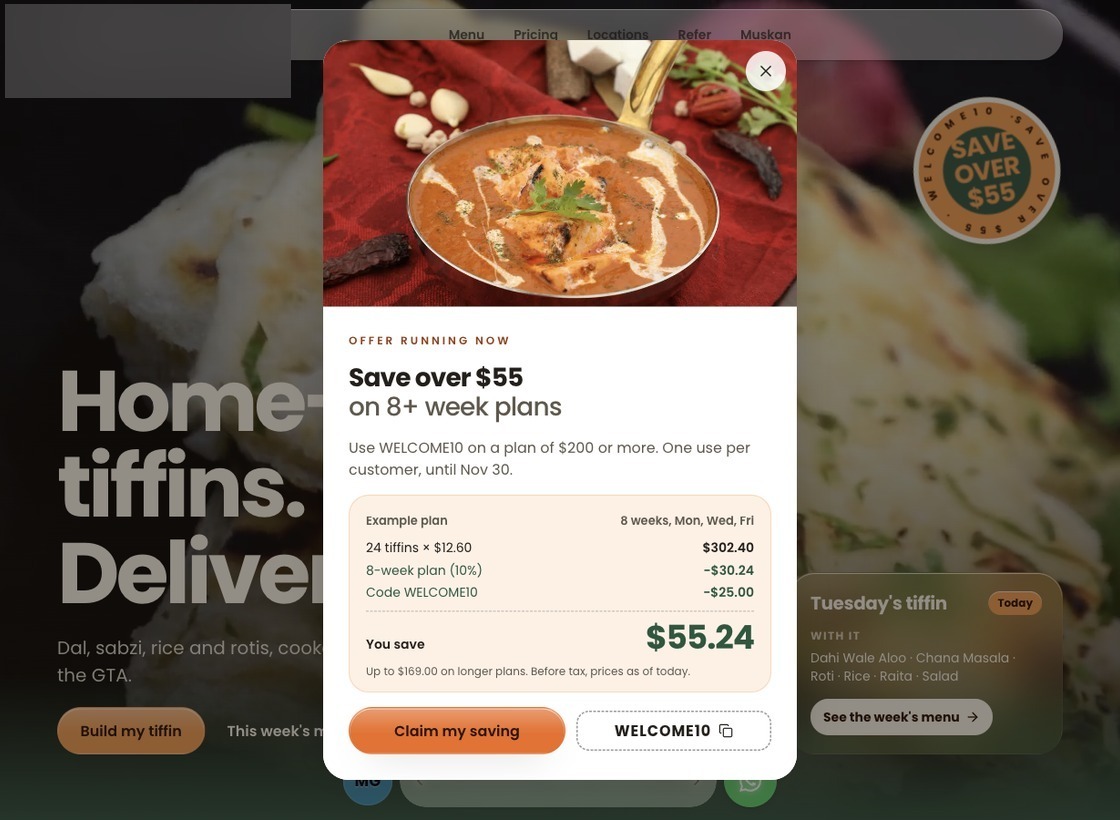 Menu Pricing Locations Refer Muskan
WELCOME10 · SAVE OVER $55 ·
SAVE
OVER
$55
OFFER RUNNING NOW
Save over $55
on 8+ week plans
Use WELCOME10 on a plan of $200 or more. One use per
customer, until Nov 30.
Example plan 8 weeks, Mon, Wed, Fri
24 tiffins × $12.60 $302.40
8-week plan (10%) -$30.24
Code WELCOME10 -$25.00
You save $55.24
Up to $169.00 on longer plans. Before tax, prices as of today.
Claim my saving WELCOME10
Home-
tiffins.
Deliver
Dal, sabzi, rice and rotis, cook
the GTA.
Build my tiffin This week's m
Tuesday's tiffin Today
WITH IT
Dahi Wale Aloo · Chana Masala ·
Roti · Rice · Raita · Salad
See the week's menu →
MG